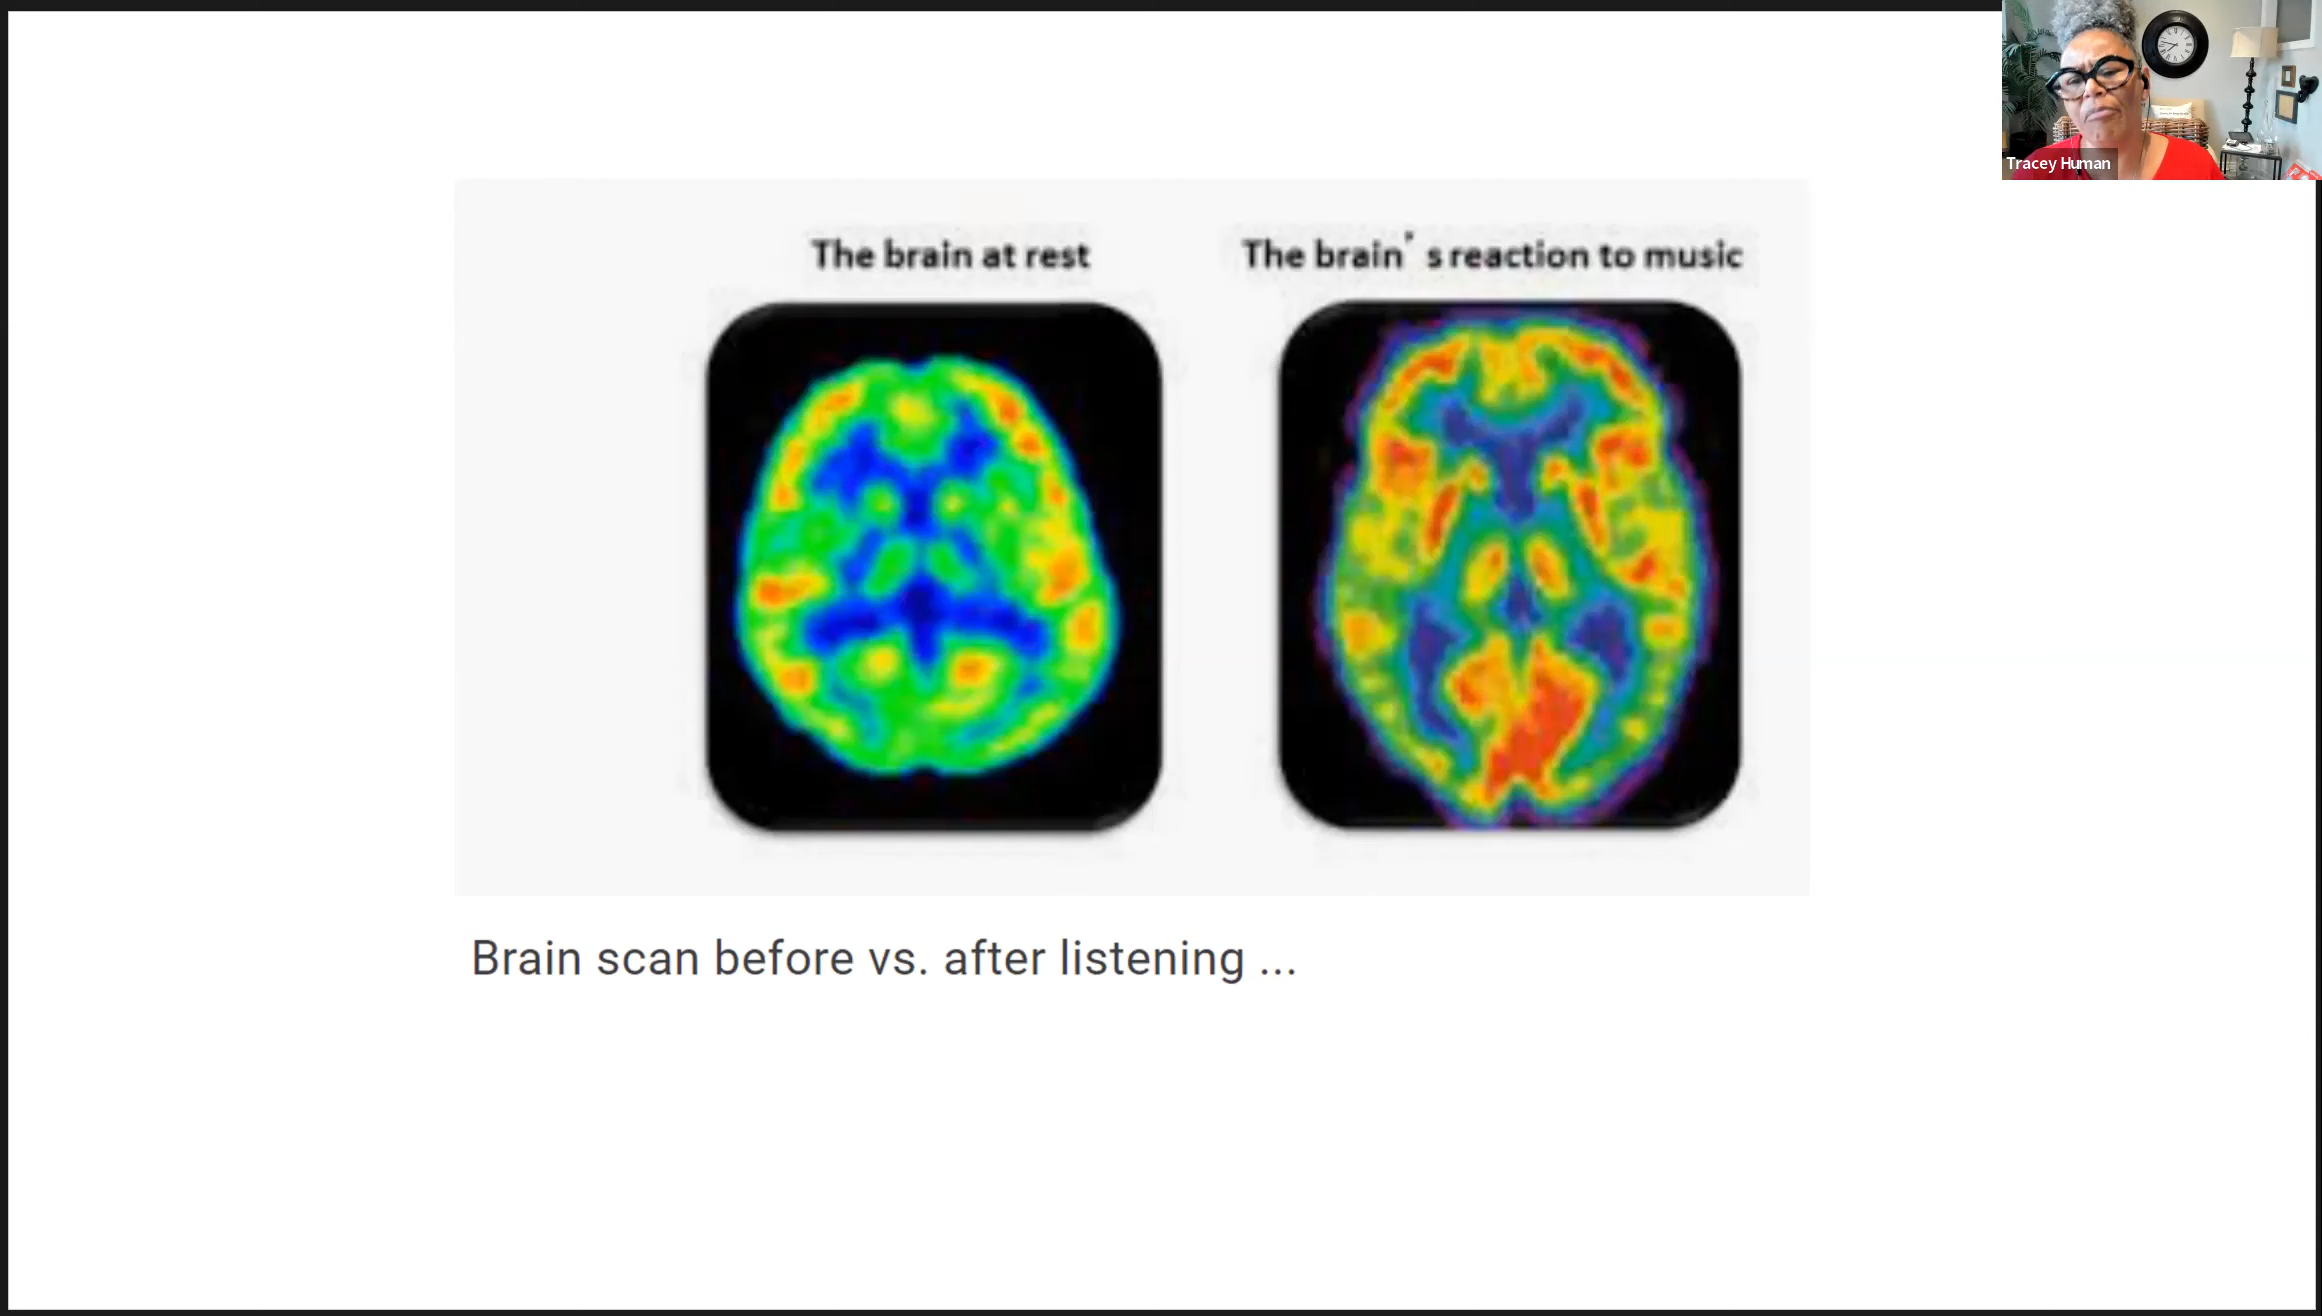 The brain at rest
The brain's reaction to music
Brain scan before vs. after listening ...
Tracey Human